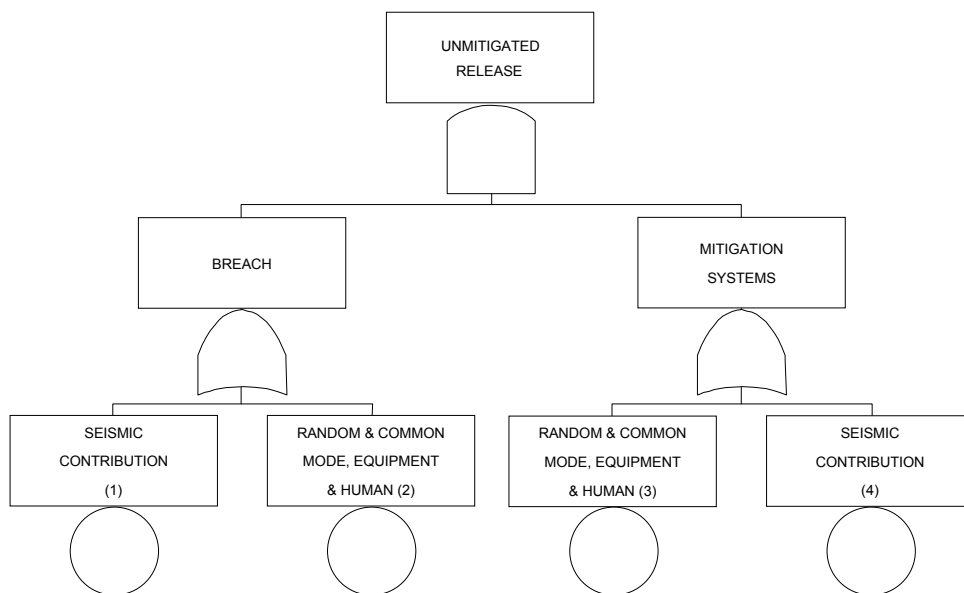 UNMITIGATED
RELEASE
BREACH
MITIGATION
SYSTEMS
SEISMIC
CONTRIBUTION
(1)
RANDOM & COMMON
MODE, EQUIPMENT
& HUMAN (2)
RANDOM & COMMON
MODE, EQUIPMENT
& HUMAN (3)
SEISMIC
CONTRIBUTION
(4)